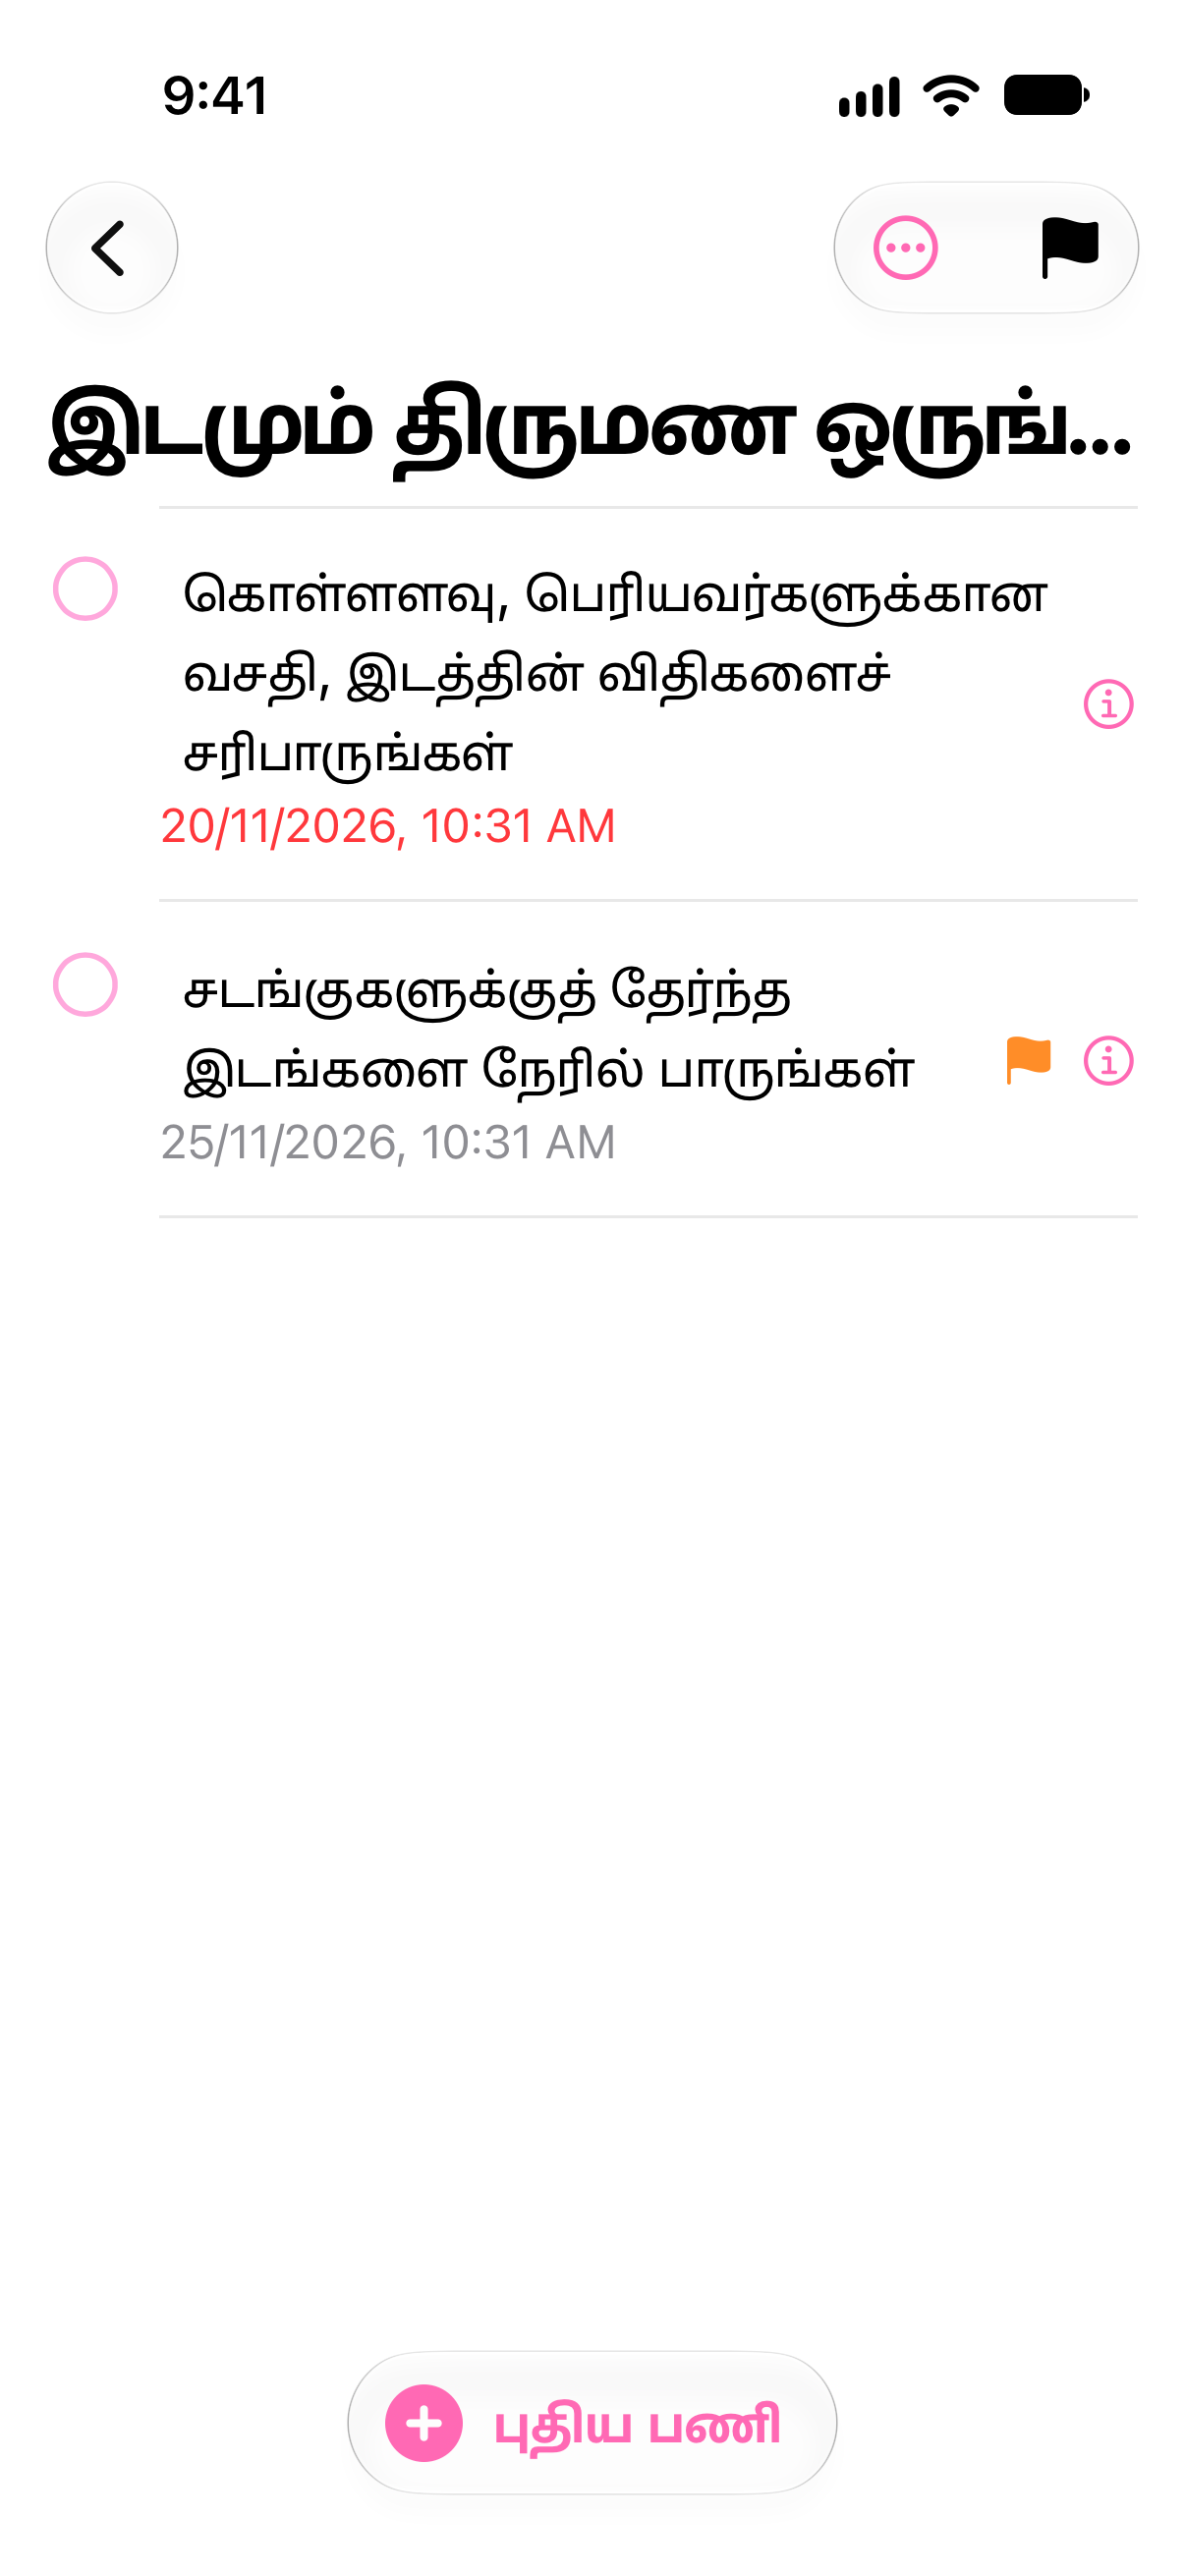 9:41
இடமும் திருமண ஒருங்...
கொள்ளளவு, பெரியவர்களுக்கான
வசதி, இடத்தின் விதிகளைச்
சரிபாருங்கள்
20/11/2026, 10:31 AM
சடங்குகளுக்குத் தேர்ந்த
இடங்களை நேரில் பாருங்கள்
25/11/2026, 10:31 AM
புதிய பணி